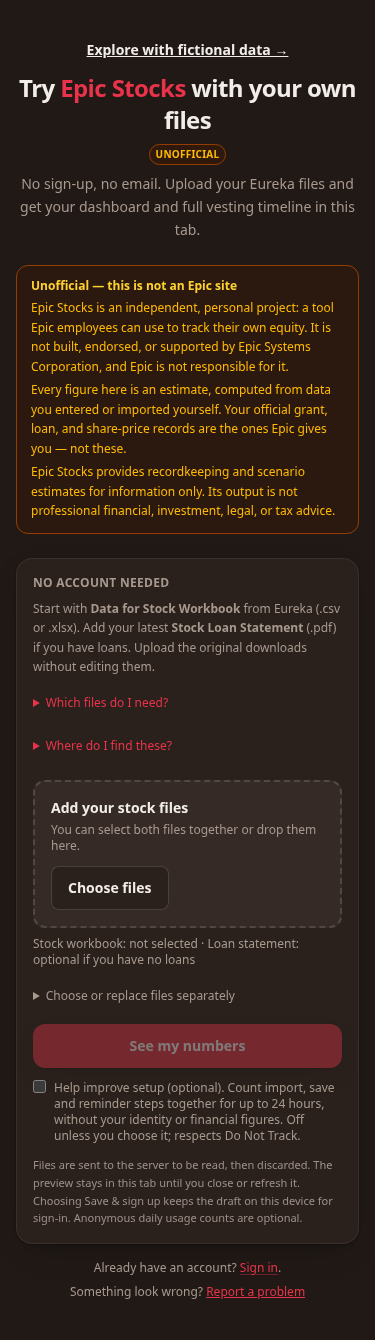 Explore with fictional data →
Try Epic Stocks with your own
files
UNOFFICIAL
No sign-up, no email. Upload your Eureka files and
get your dashboard and full vesting timeline in this
tab.
Unofficial — this is not an Epic site
Epic Stocks is an independent, personal project: a tool
Epic employees can use to track their own equity. It is
not built, endorsed, or supported by Epic Systems
Corporation, and Epic is not responsible for it.
Every figure here is an estimate, computed from data
you entered or imported yourself. Your official grant,
loan, and share-price records are the ones Epic gives
you — not these.
Epic Stocks provides recordkeeping and scenario
estimates for information only. Its output is not
professional financial, investment, legal, or tax advice.
NO ACCOUNT NEEDED
Start with Data for Stock Workbook from Eureka (.csv
or .xlsx). Add your latest Stock Loan Statement (.pdf)
if you have loans. Upload the original downloads
without editing them.
▶ Which files do I need?
▶ Where do I find these?
Add your stock files
You can select both files together or drop them
here.
Choose files
Stock workbook: not selected · Loan statement:
optional if you have no loans
▶ Choose or replace files separately
See my numbers
Help improve setup (optional). Count import, save
and reminder steps together for up to 24 hours,
without your identity or financial figures. Off
unless you choose it; respects Do Not Track.
Files are sent to the server to be read, then discarded. The
preview stays in this tab until you close or refresh it.
Choosing Save & sign up keeps the draft on this device for
sign-in. Anonymous daily usage counts are optional.
Already have an account? Sign in.
Something look wrong? Report a problem